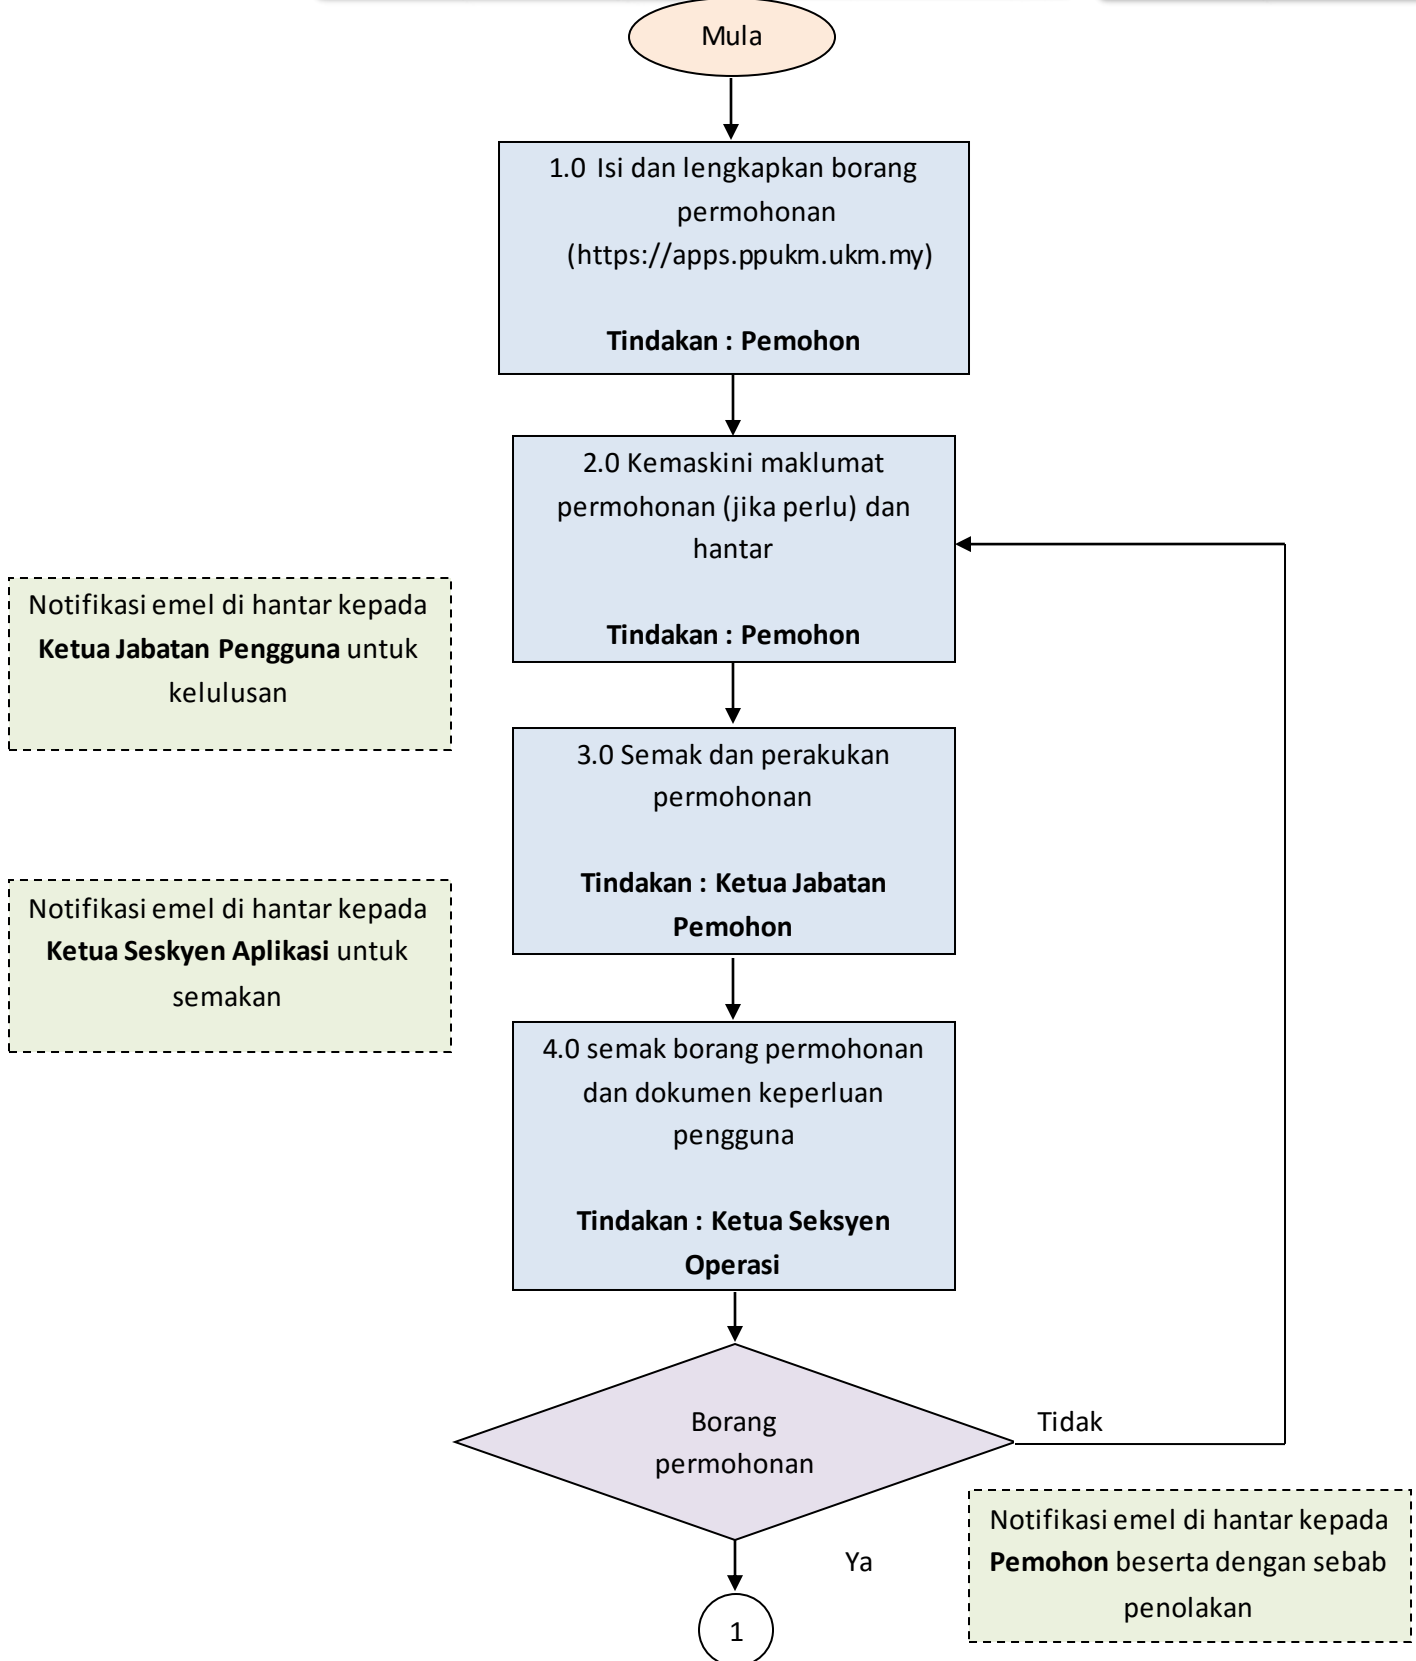 Mula
1.0 Isi dan lengkapkan borang
permohonan
(https://apps.ppukm.ukm.my)
Tindakan : Pemohon
2.0 Kemaskini maklumat
permohonan (jika perlu) dan
hantar
Tindakan : Pemohon
Notifikasi emel di hantar kepada
Ketua Jabatan Pengguna untuk
kelulusan
3.0 Semak dan perakukan
permohonan
Tindakan : Ketua Jabatan
Pemohon
Notifikasi emel di hantar kepada
Ketua Seskyen Aplikasi untuk
semakan
4.0 semak borang permohonan
dan dokumen keperluan
pengguna
Tindakan : Ketua Seksyen
Operasi
Borang
permohonan
Tidak
Ya
Notifikasi emel di hantar kepada
Pemohon beserta dengan sebab
penolakan
1